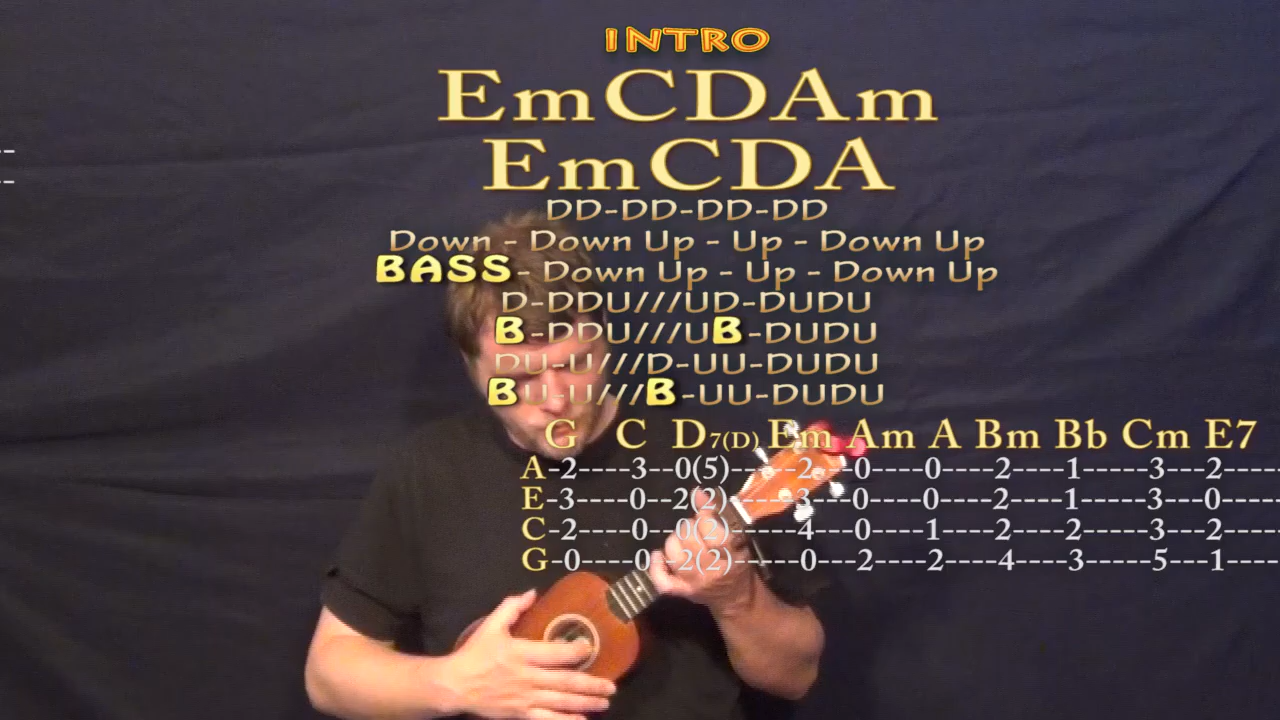 INTRO
EmCDAm
EmCDA
DD-DD-DD-DD
Down - Down Up - Up - Down Up
BASS - Down Up - Up - Down Up
D-DDU///UD-DUDU
B-DDU///UB-DUDU
DU-U///D-UU-DUDU
BU-U///B-UU-DUDU
G C D7(D) Em Am A Bm Bb Cm E7
A-2----3--0(5)-----2---0----0----2----1-----3---2----
E-3----0--2(2)-----3---0----0----2----1-----3---0----
C-2----0--0(2)-----4---0----1----2----2-----3---2----
G-0----0--2(2)-----0---2----2----4----3-----5---1----